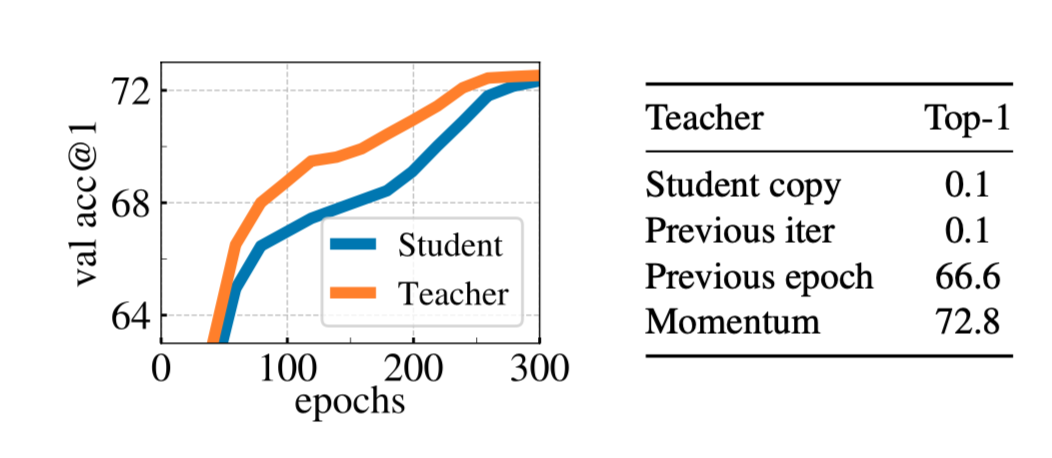 72
68
64
val acc@1
Student
Teacher
0 100 200 300
epochs
Teacher Top-1
Student copy 0.1
Previous iter 0.1
Previous epoch 66.6
Momentum 72.8